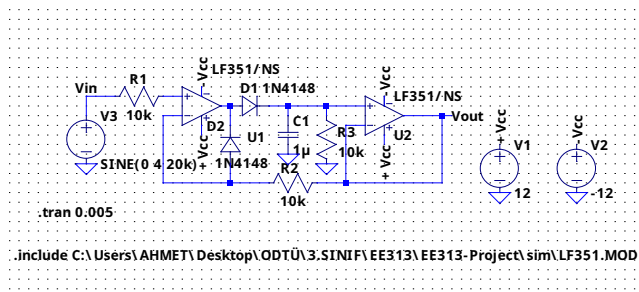 Vin
R1
10k
V3
SINE(0 4 20k)
-Vcc
LF351/NS
+Vcc
U1
D1
1N4148
D2
1N4148
C1
1µ
R3
10k
R2
10k
-Vcc
LF351/NS
U2
+Vcc
Vout
+Vcc
V1
12
-Vcc
V2
-12
.tran 0.005
.include C:\Users\AHMET\Desktop\ODTÜ\3.SINIF\EE313\EE313-Project\sim\LF351.MOD